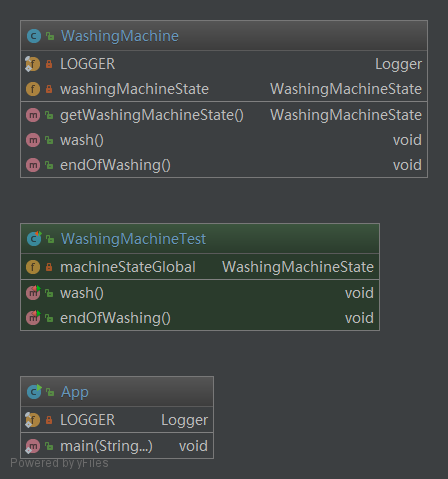 WashingMachine
LOGGER Logger
washingMachineState WashingMachineState
getWashingMachineState() WashingMachineState
wash() void
endOfWashing() void
WashingMachineTest
machineStateGlobal WashingMachineState
wash() void
endOfWashing() void
App
LOGGER Logger
main(String...) void
Powered by yFiles